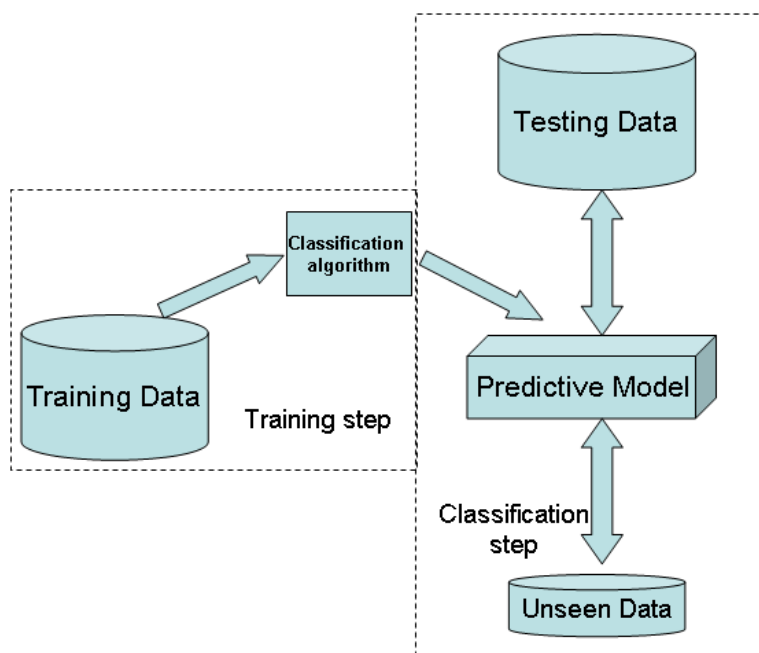 Testing Data
Classification
algorithm
Training Data
Training step
Predictive Model
Classification
step
Unseen Data